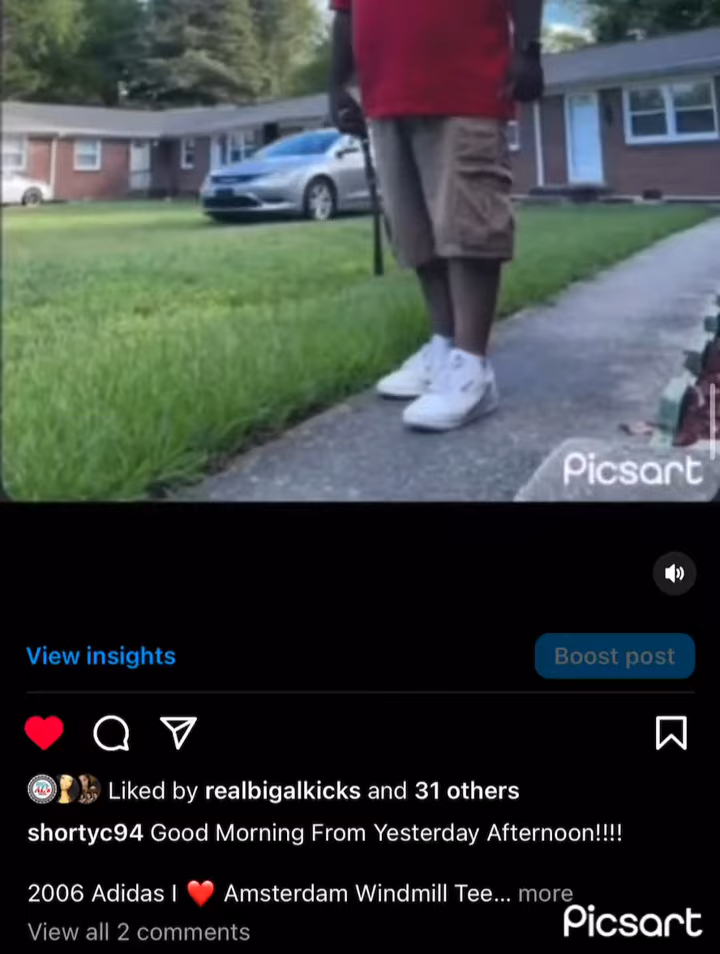 Picsart
View insights
Boost post
Liked by realbigalkicks and 31 others
shortyc94 Good Morning From Yesterday Afternoon!!!!
2006 Adidas I ❤️ Amsterdam Windmill Tee... more
Picsart
View all 2 comments